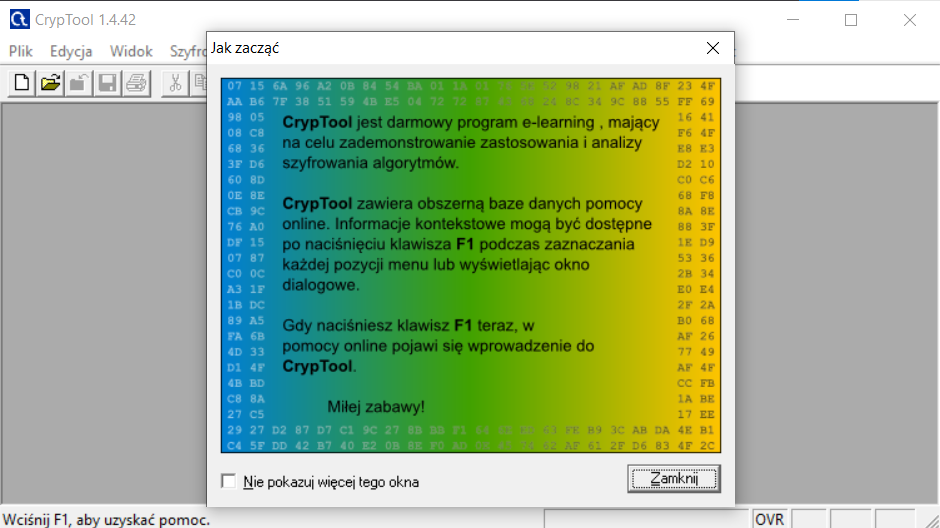 CrypTool 1.4.42
Plik Edycja Widok
Jak zacząć
07 15 6A 96 A2 0B 84 54 BA 01 1A 98 21 AF AD 8F 23 4F
AA B6 7F 38 51 59 4B E5 04 72 72 24 8C 34 9C 88 55 FF 69
98 05 16 41
08 C8 F6 4F
68 36 E8 E3
3F D6 D2 10
60 8D C0 C6
0E 8E 68 F8
CB 9C 8A 8E
76 A0 88 3F
DF 15 1E D9
07 87 53 36
C0 0C 2B 34
A3 1F E0 E4
1B DC 2F 2A
89 A5 B0 68
FA 6B AF 26
4D 33 77 49
D1 4F AF 4F
4B BD CC FB
C8 8A 1A BE
27 C5 17 EE
29 27 D2 87 D7 C1 9C 27 8B BD F1 63 FE B9 3C AB DA 4E B1
C4 5F DD 42 B7 40 E2 0B 8E F0 AD 62 AF 61 2F D6 83 4F 2C
CrypTool jest darmowy program e-learning , mający
na celu zademonstrowanie zastosowania i analizy
szyfrowania algorytmów.
CrypTool zawiera obszerną baze danych pomocy
online. Informacje kontekstowe mogą być dostępne
po naciśnięciu klawisza F1 podczas zaznaczania
każdej pozycji menu lub wyświetlając okno
dialogowe.
Gdy naciśniesz klawisz F1 teraz, w
pomocy online pojawi się wprowadzenie do
CrypTool.
Miłej zabawy!
Nie pokazuj więcej tego okna
Zamknij
Wciśnij F1, aby uzyskać pomoc.
OVR